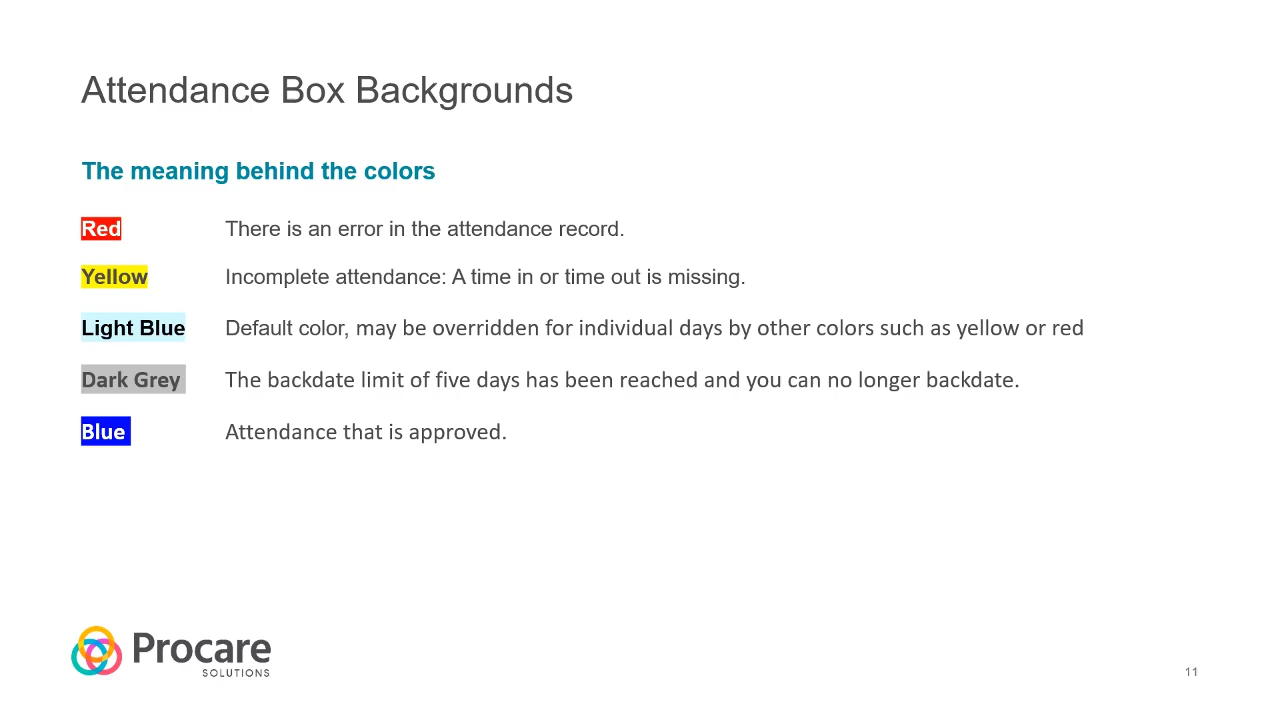 Attendance Box Backgrounds
The meaning behind the colors
Red There is an error in the attendance record.
Yellow Incomplete attendance: A time in or time out is missing.
Light Blue Default color, may be overridden for individual days by other colors such as yellow or red
Dark Grey The backdate limit of five days has been reached and you can no longer backdate.
Blue Attendance that is approved.
Procare
SOLUTIONS
11